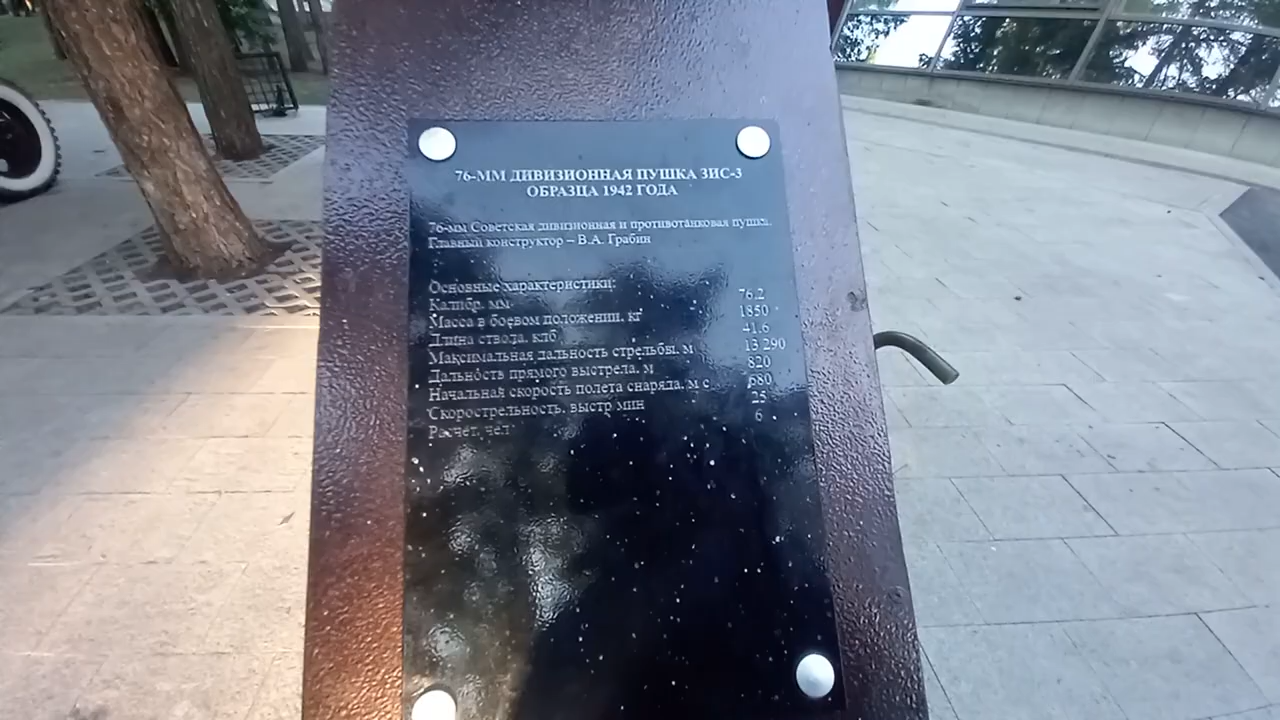 76-ММ ДИВИЗИОННАЯ ПУШКА ЗИС-3
ОБРАЗЦА 1942 ГОДА
76-мм Советская дивизионная и противотанковая пушка.
Главный конструктор – В.А. Грабин
Основные характеристики:
Калибр, мм 76,2
Масса в боевом положении, кг 1850
Длина ствола, клб 41,6
Максимальная дальность стрельбы, м 13 290
Дальность прямого выстрела, м 820
Начальная скорость полета снаряда, м/с 680
Скорострельность, выстр/мин 25
Расчет, чел 6